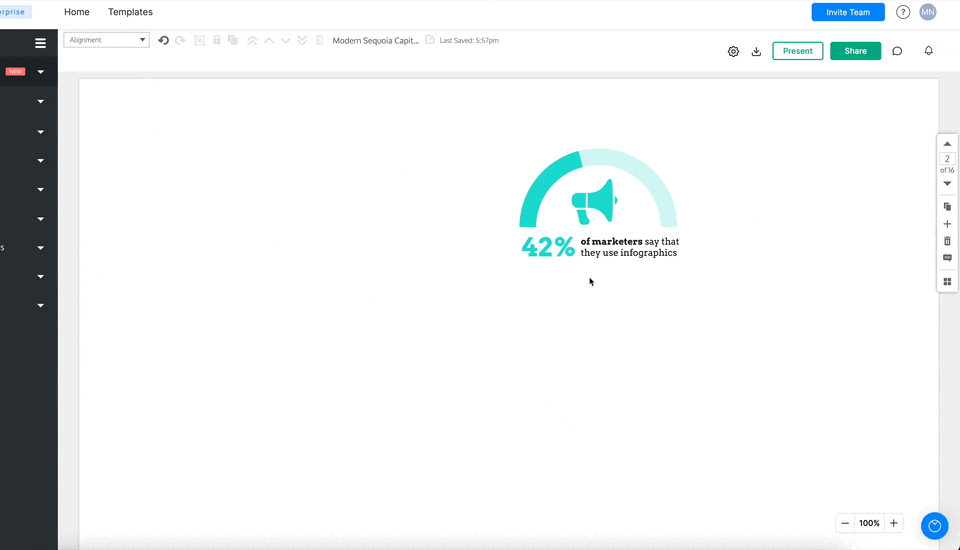 erprise
Home
Templates
Invite Team
?
MN
Alignment
Modern Sequoia Capit...
Last Saved: 5:57pm
Present
Share
NEW
2
of 16
42%
of marketers say that
they use infographics
s
100%